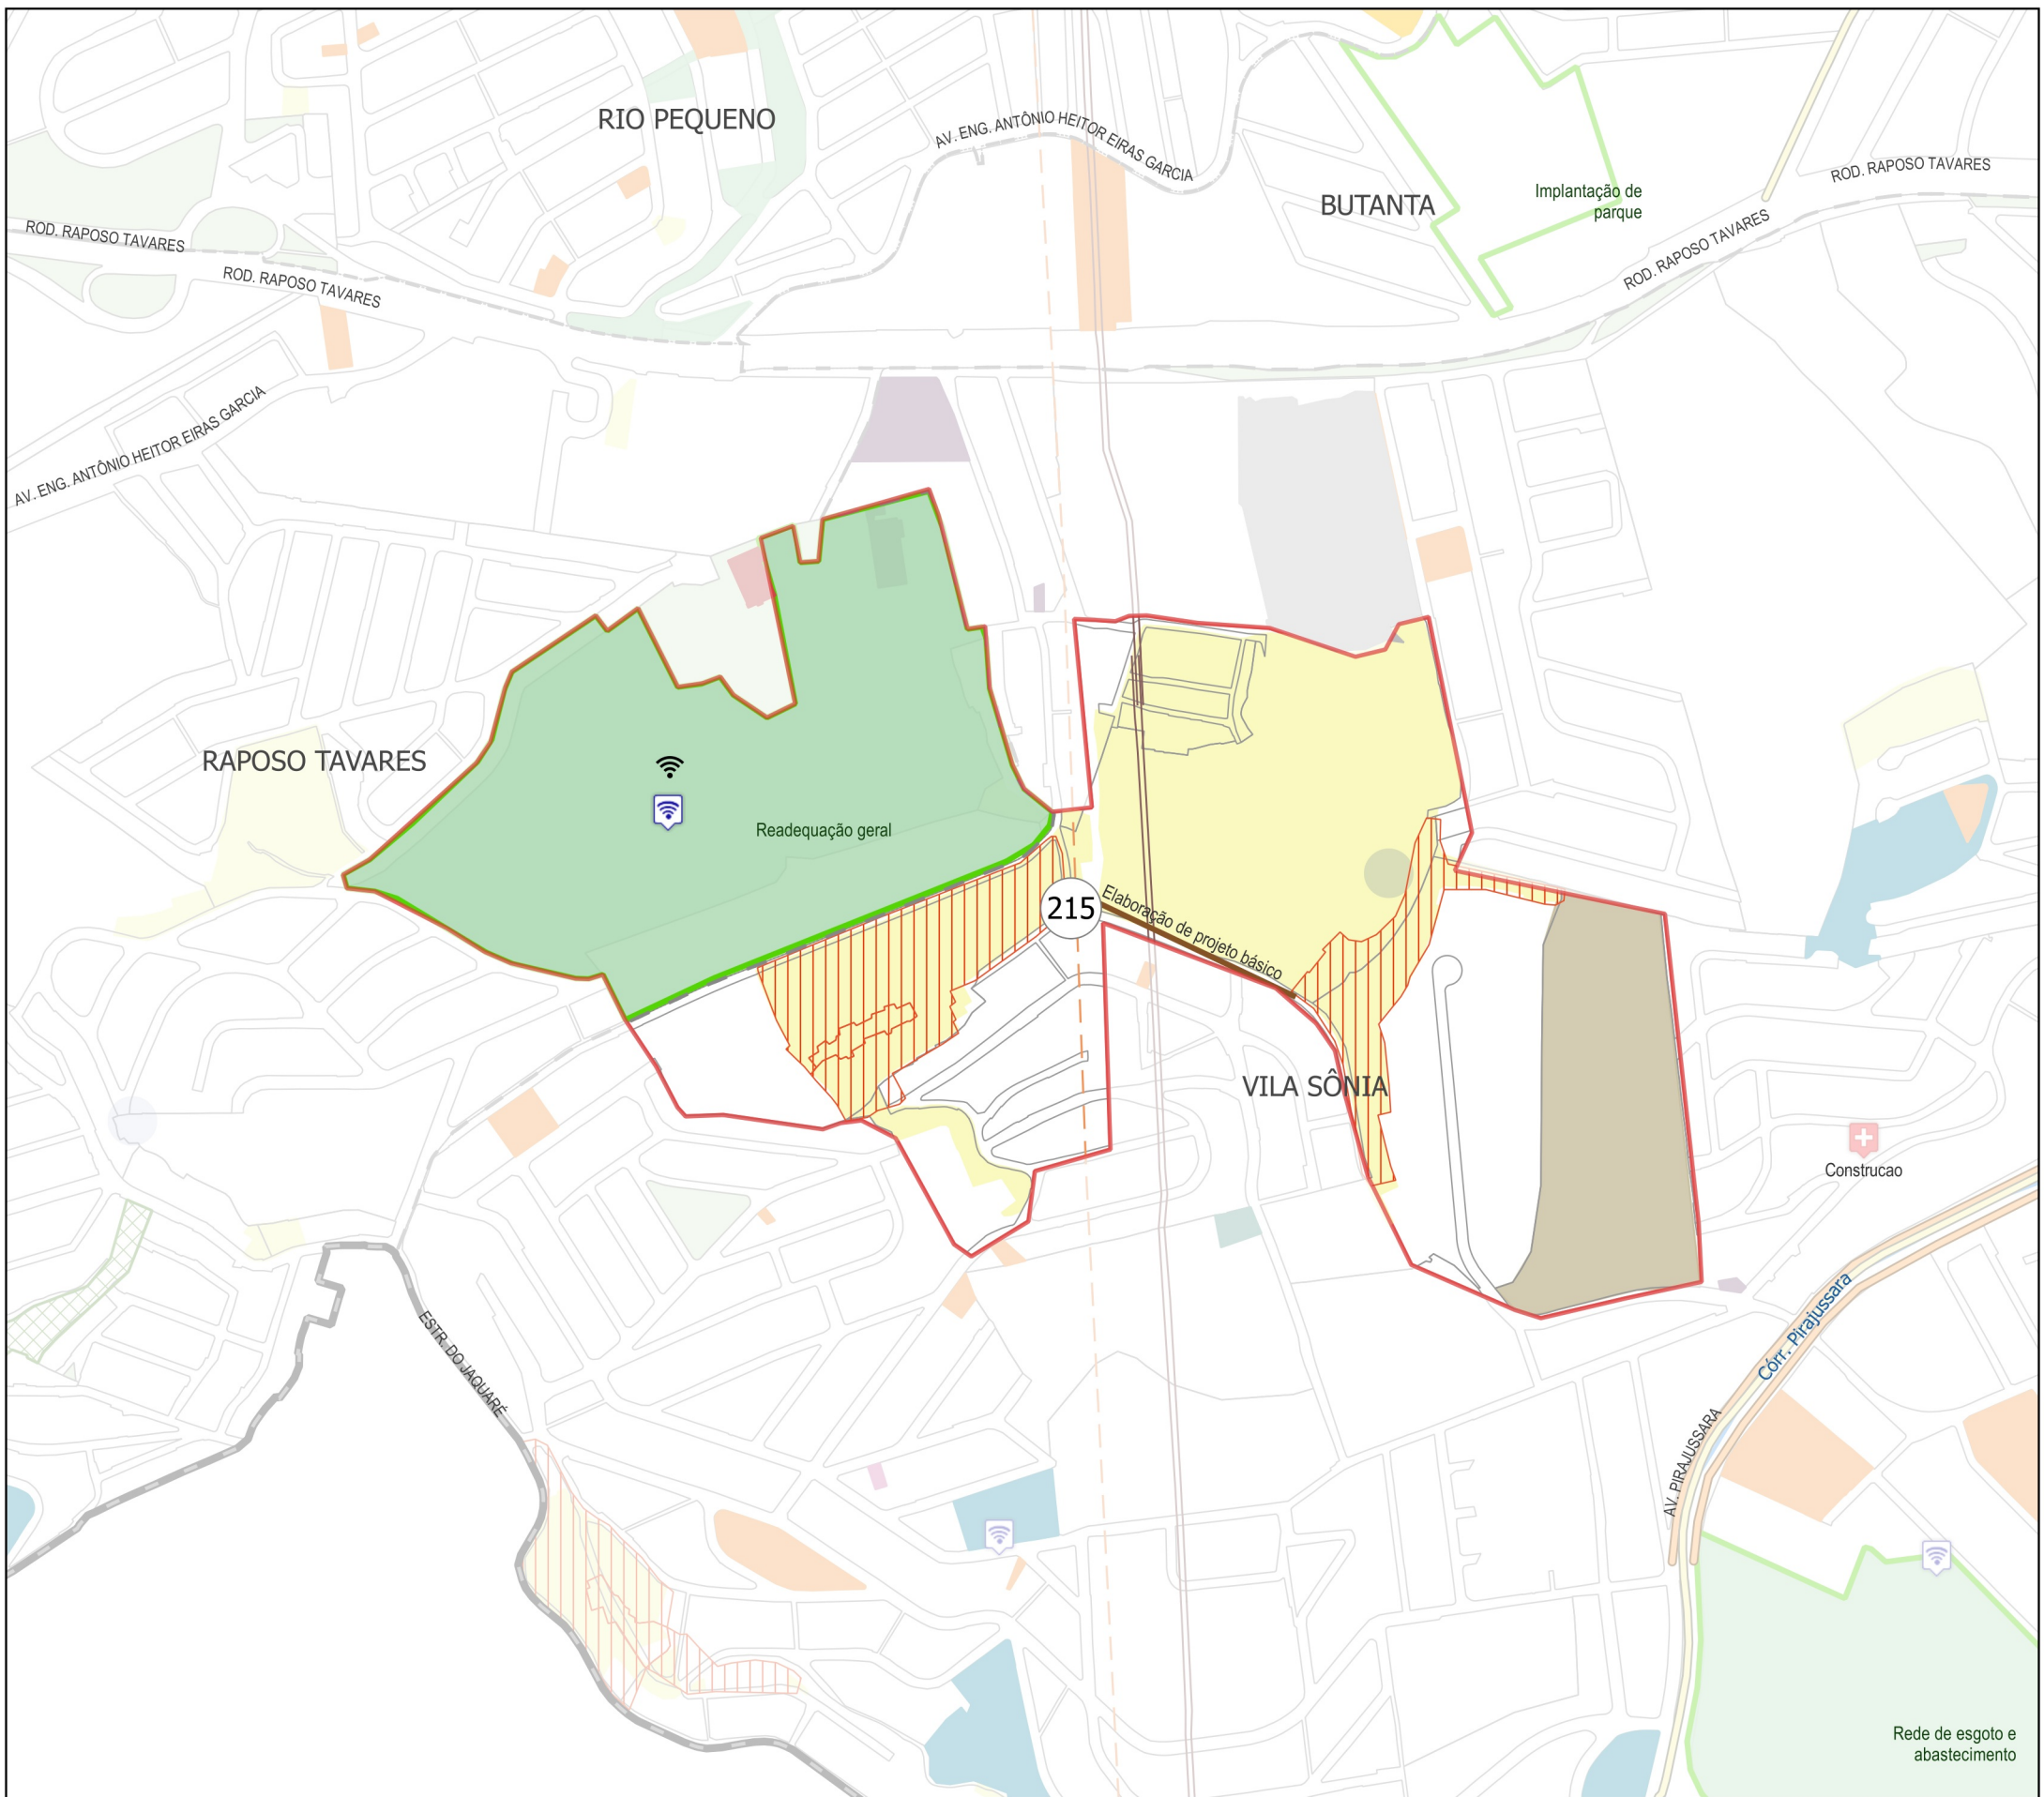 RIO PEQUENO
AV. ENG. ANTÔNIO HEITOR EIRAS GARCIA
BUTANTA
Implantação de
parque
ROD. RAPOSO TAVARES
ROD. RAPOSO TAVARES
ROD. RAPOSO TAVARES
ROD. RAPOSO TAVARES
AV. ENG. ANTÔNIO HEITOR EIRAS GARCIA
RAPOSO TAVARES
Readequação geral
215
Elaboração de projeto básico
VILA SÔNIA
Construcao
ESTR. DO JAQUARÉ
Córr. Pirajussara
AV. PIRAJUSSARA
Rede de esgoto e
abastecimento